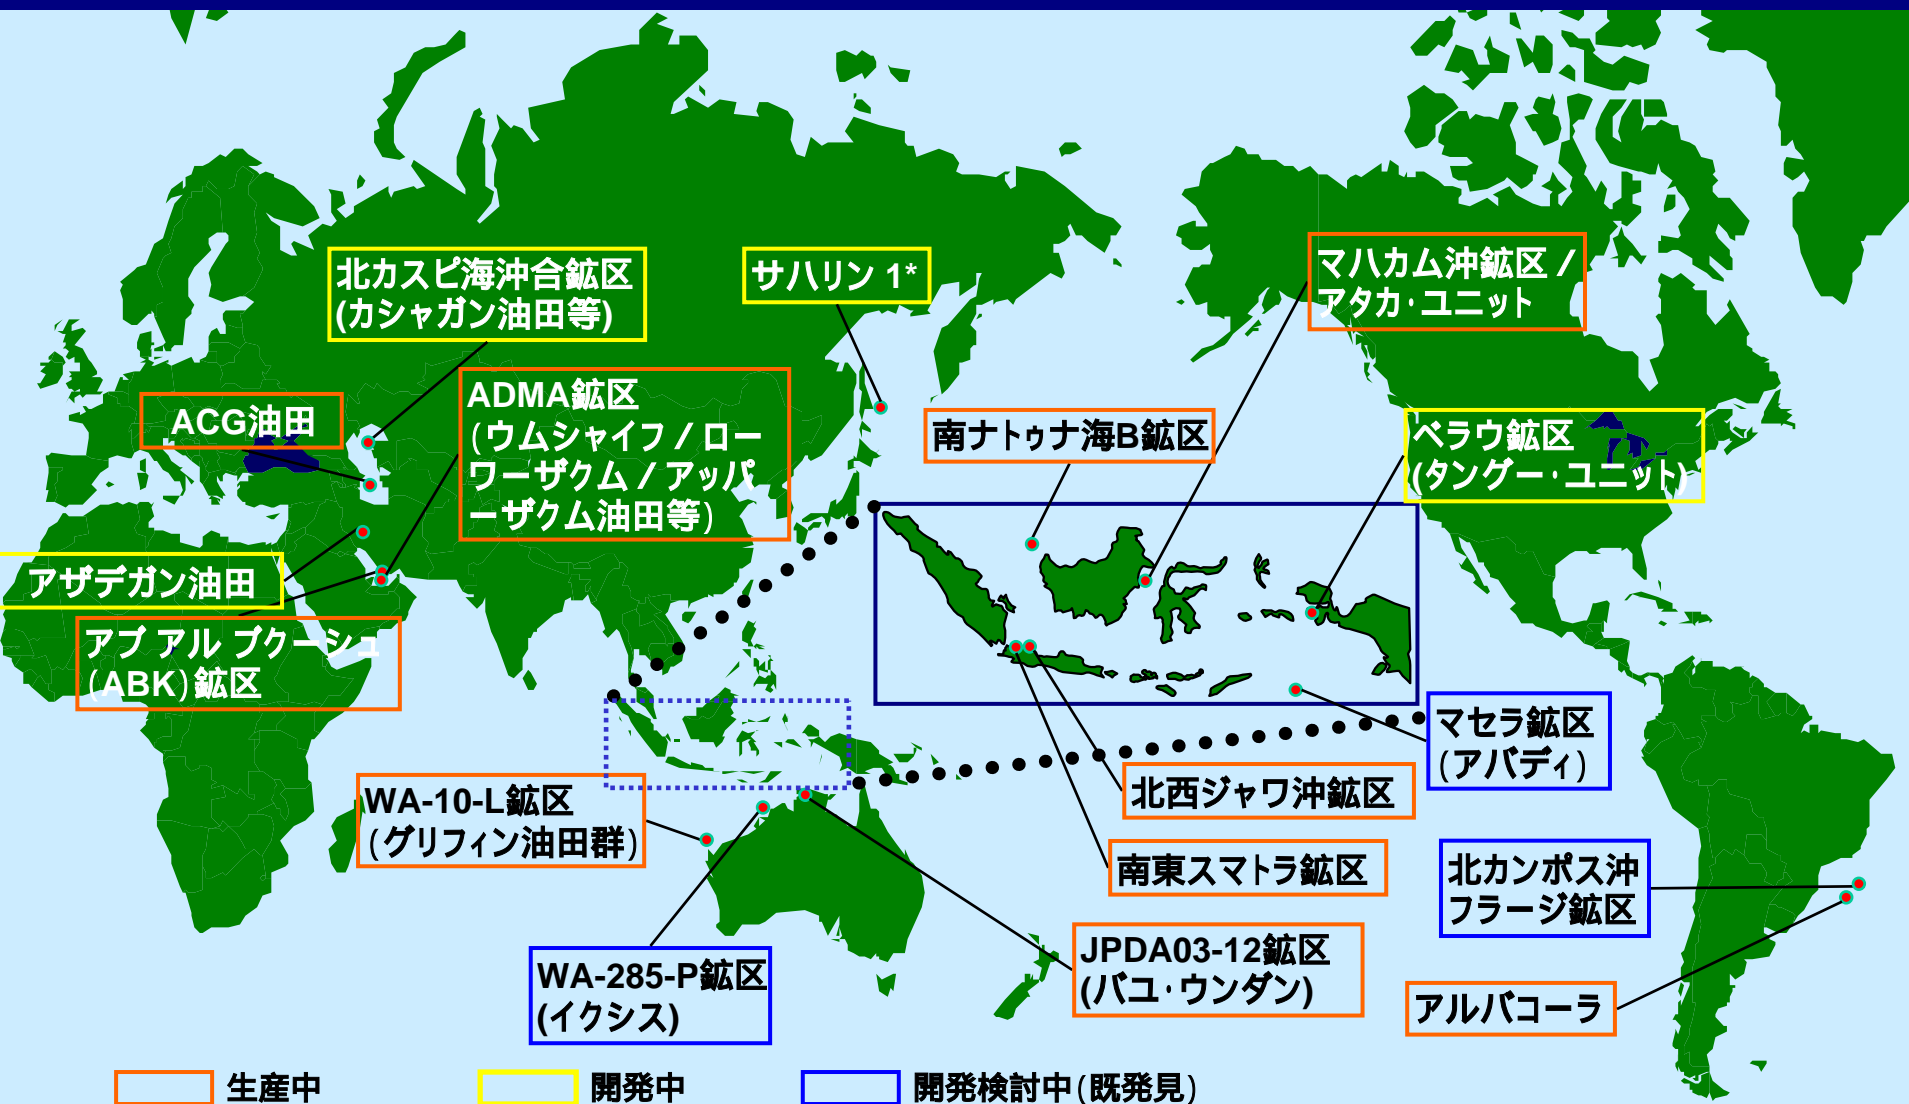 北カスピ海沖合鉱区
(カシャガン油田等)
サハリン 1*
マハカム沖鉱区/
アタカ・ユニット
ACG油田
ADMA鉱区
(ウムシャイフ/ロー
ワーザクム/アッパ
ーザクム油田等)
南ナトゥナ海B鉱区
ベラウ鉱区
(タングー・ユニット)
アザデガン油田
アブ アル ブクーシュ
(ABK)鉱区
マセラ鉱区
(アバディ)
WA-10-L鉱区
(グリフィン油田群)
北西ジャワ沖鉱区
南東スマトラ鉱区
北カンポス沖
フラージ鉱区
WA-285-P鉱区
(イクシス)
JPDA03-12鉱区
(バユ・ウンダン)
アルバコーラ
生産中
開発中
開発検討中(既発見)